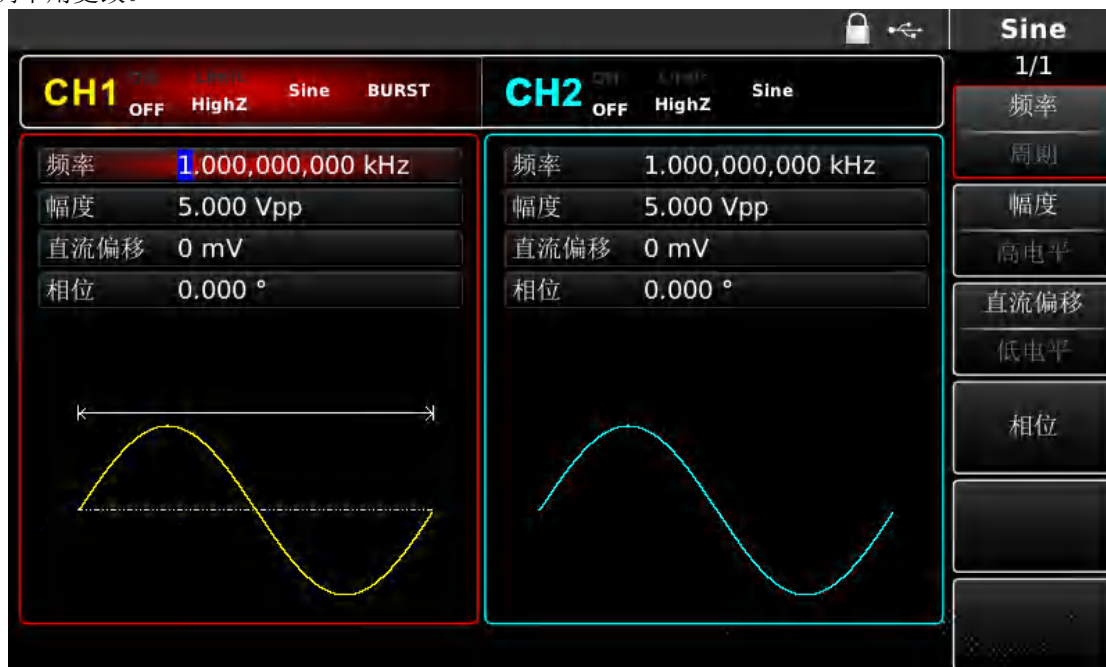 用更改。
Sine
1/1
CH1 OFF HighZ Sine BURST
CH2 OFF HighZ Sine
频率 1.000,000,000 kHz
幅度 5.000 Vpp
直流偏移 0 mV
相位 0.000 °
频率 1.000,000,000 kHz
幅度 5.000 Vpp
直流偏移 0 mV
相位 0.000 °
频率
周期
幅度
高电平
直流偏移
低电平
相位